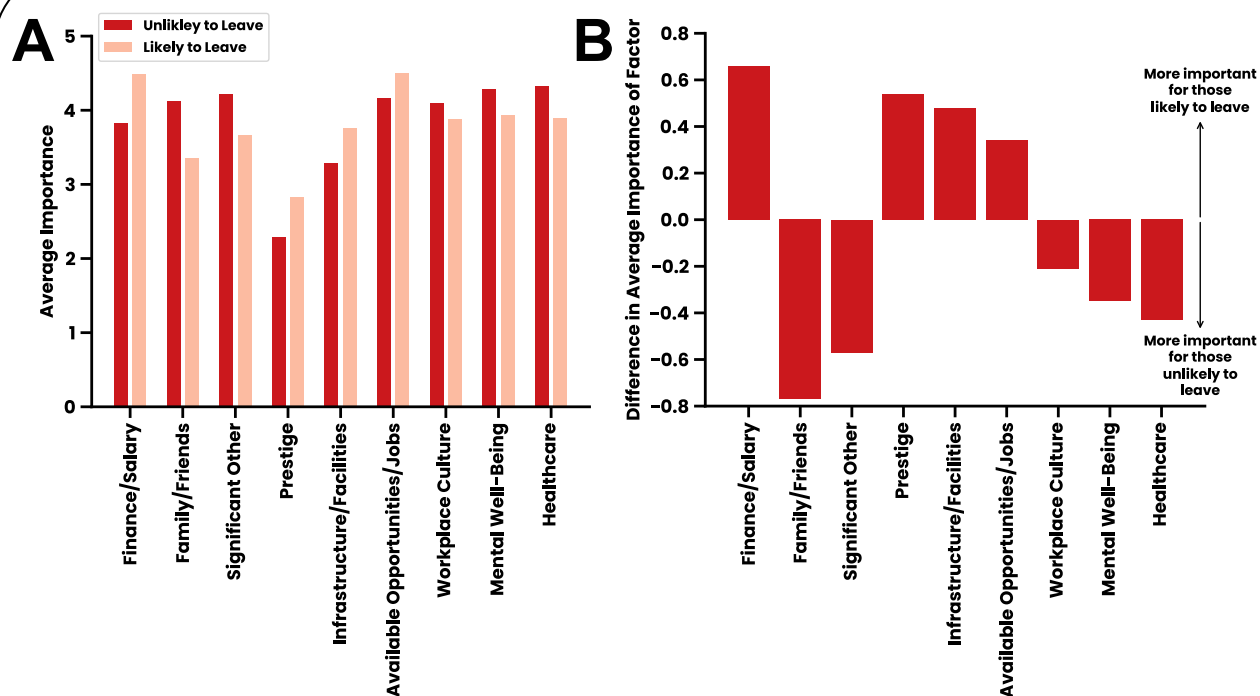 A
Unlikley to Leave
Likely to Leave
Average Importance
5
4
3
2
1
0
Finance/Salary
Family/Friends
Significant Other
Prestige
Infrastructure/Facilities
Available Opportunities/Jobs
Workplace Culture
Mental Well-Being
Healthcare
B
Difference in Average Importance of Factor
0.8
0.6
0.4
0.2
0.0
−0.2
−0.4
−0.6
−0.8
More important
for those
likely to leave
More important
for those
unlikely to
leave
Finance/Salary
Family/Friends
Significant Other
Prestige
Infrastructure/Facilities
Available Opportunities/Jobs
Workplace Culture
Mental Well-Being
Healthcare